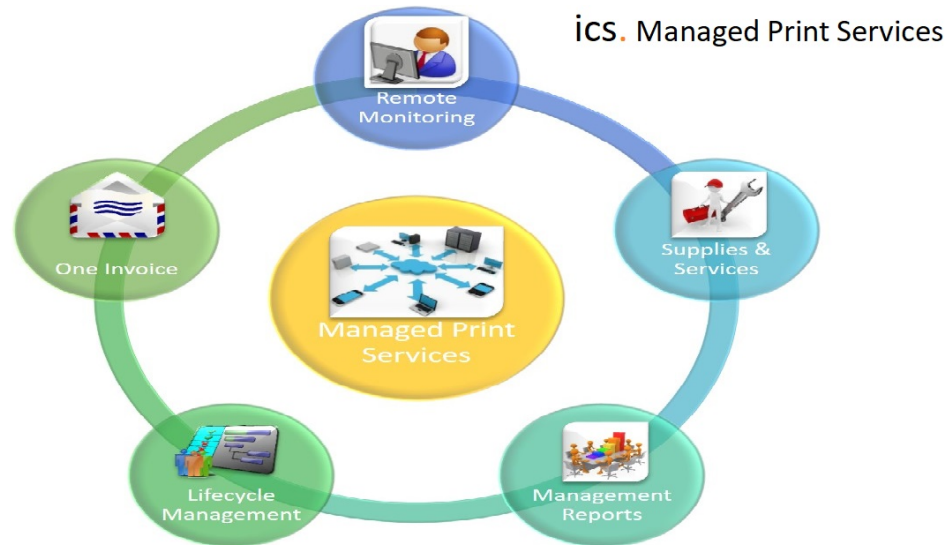 ics. Managed Print Services
Remote
Monitoring
Supplies &
Services
One Invoice
Managed Print
Services
Lifecycle
Management
Management
Reports